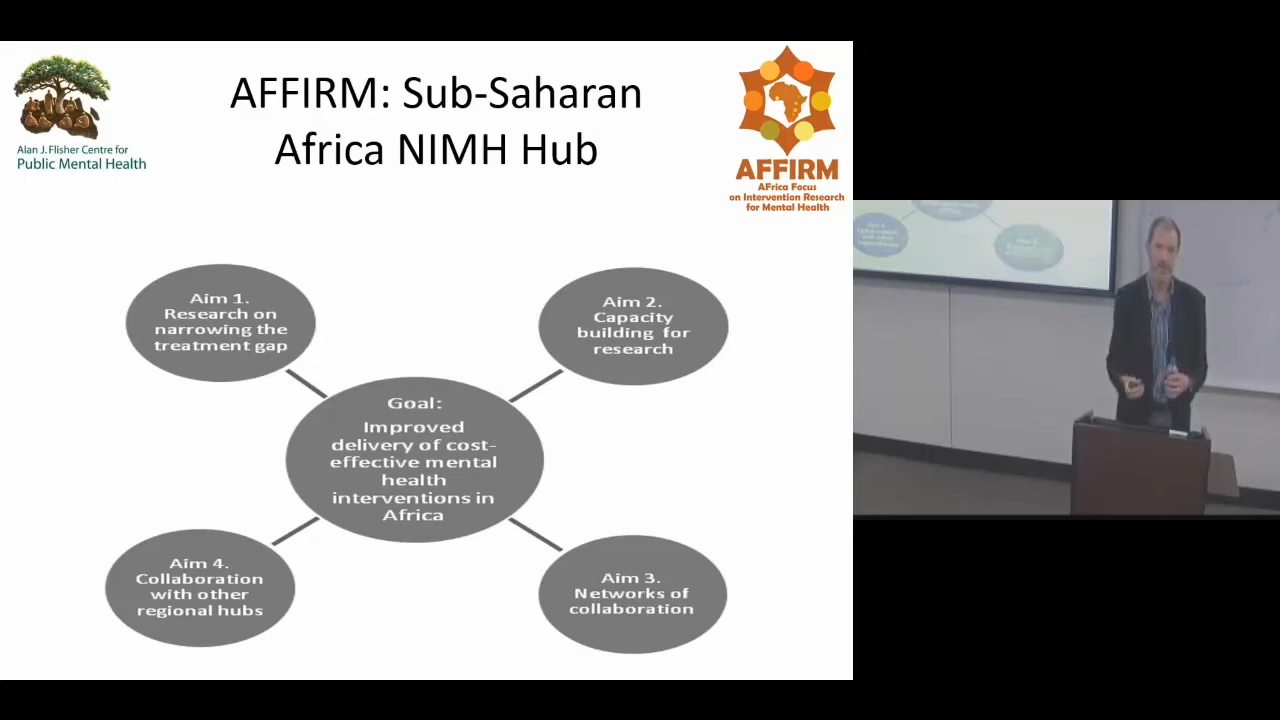 AFFIRM: Sub-Saharan
Africa NIMH Hub
Alan J. Flisher Centre for
Public Mental Health
AFFIRM
AFrica Focus
on Intervention Research
for Mental Health
Aim 1.
Research on
narrowing the
treatment gap
Aim 2.
Capacity
building for
research
Goal:
Improved
delivery of cost-
effective mental
health
interventions in
Africa
Aim 4.
Collaboration
with other
regional hubs
Aim 3.
Networks of
collaboration